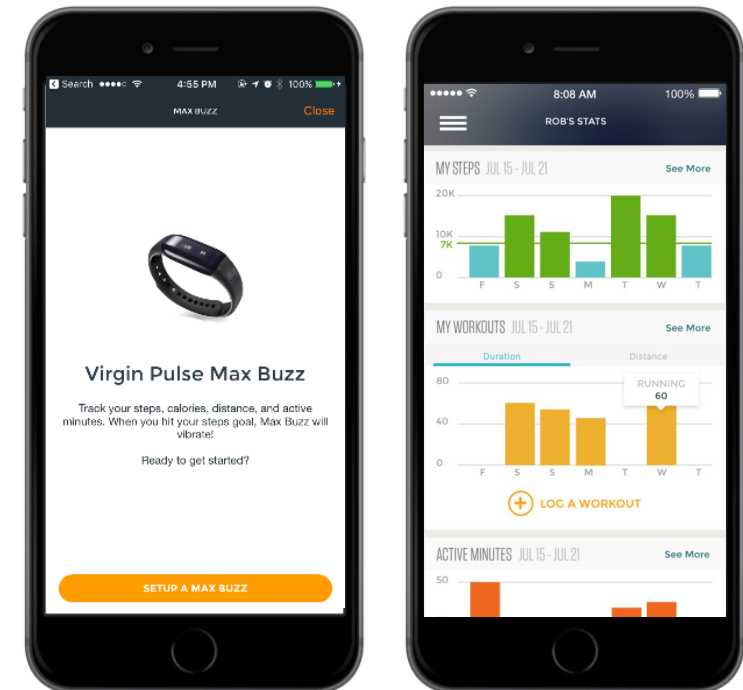 Search 4:55 PM 100%
MAX BUZZ Close
Virgin Pulse Max Buzz
Track your steps, calories, distance, and active
minutes. When you hit your steps goal, Max Buzz will
vibrate!
Ready to get started?
SETUP A MAX BUZZ
8:08 AM 100%
ROB'S STATS
MY STEPS JUL 15 - JUL 21 See More
20K
10K
7K
0
F S S M T W T
MY WORKOUTS JUL 15 - JUL 21 See More
Duration Distance
80
RUNNING
60
40
0
F S S M T W T
LOG A WORKOUT
ACTIVE MINUTES JUL 15 - JUL 21 See More
50